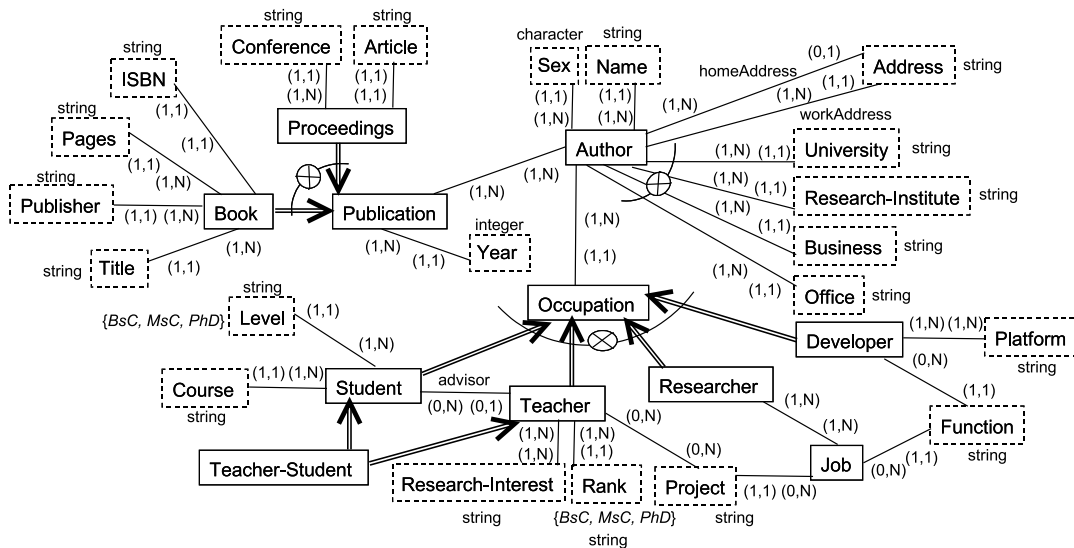 string
string
Conference
Article
string
ISBN
(1,1)
(1,1)
(1,N)
(1,1)
(1,1)
string
Pages
(1,1)
(1,1)
(1,N)
Proceedings
string
Publisher
(1,1)
(1,N)
Book
Publication
(1,N)
string
Title
(1,1)
(1,N)
(1,N)
(1,1)
integer
Year
character
string
Sex
Name
(1,1)
(1,1)
(1,N)
(1,N)
homeAddress
(0,1)
Address
string
(1,N)
(1,N)
(1,1)
workAddress
Author
(1,N)
(1,N)
(1,1)
University
string
(1,N)
(1,1)
Research-Institute
string
(1,N)
(1,1)
Business
string
(1,N)
(1,1)
Office
string
(1,N)
(1,1)
Occupation
string
{BsC, MsC, PhD}
Level
(1,1)
(1,N)
Course
(1,1)
(1,N)
string
Student
advisor
(0,N)
(0,1)
Teacher
Researcher
Developer
(1,N)
(1,N)
Platform
string
(0,N)
(1,1)
Function
string
(1,N)
(1,N)
Job
(0,N)
(1,1)
Teacher-Student
(1,N)
(1,N)
(1,N)
(1,1)
(0,N)
(0,N)
Research-Interest
string
Rank
{BsC, MsC, PhD}
string
Project
(1,1)
(0,N)
string